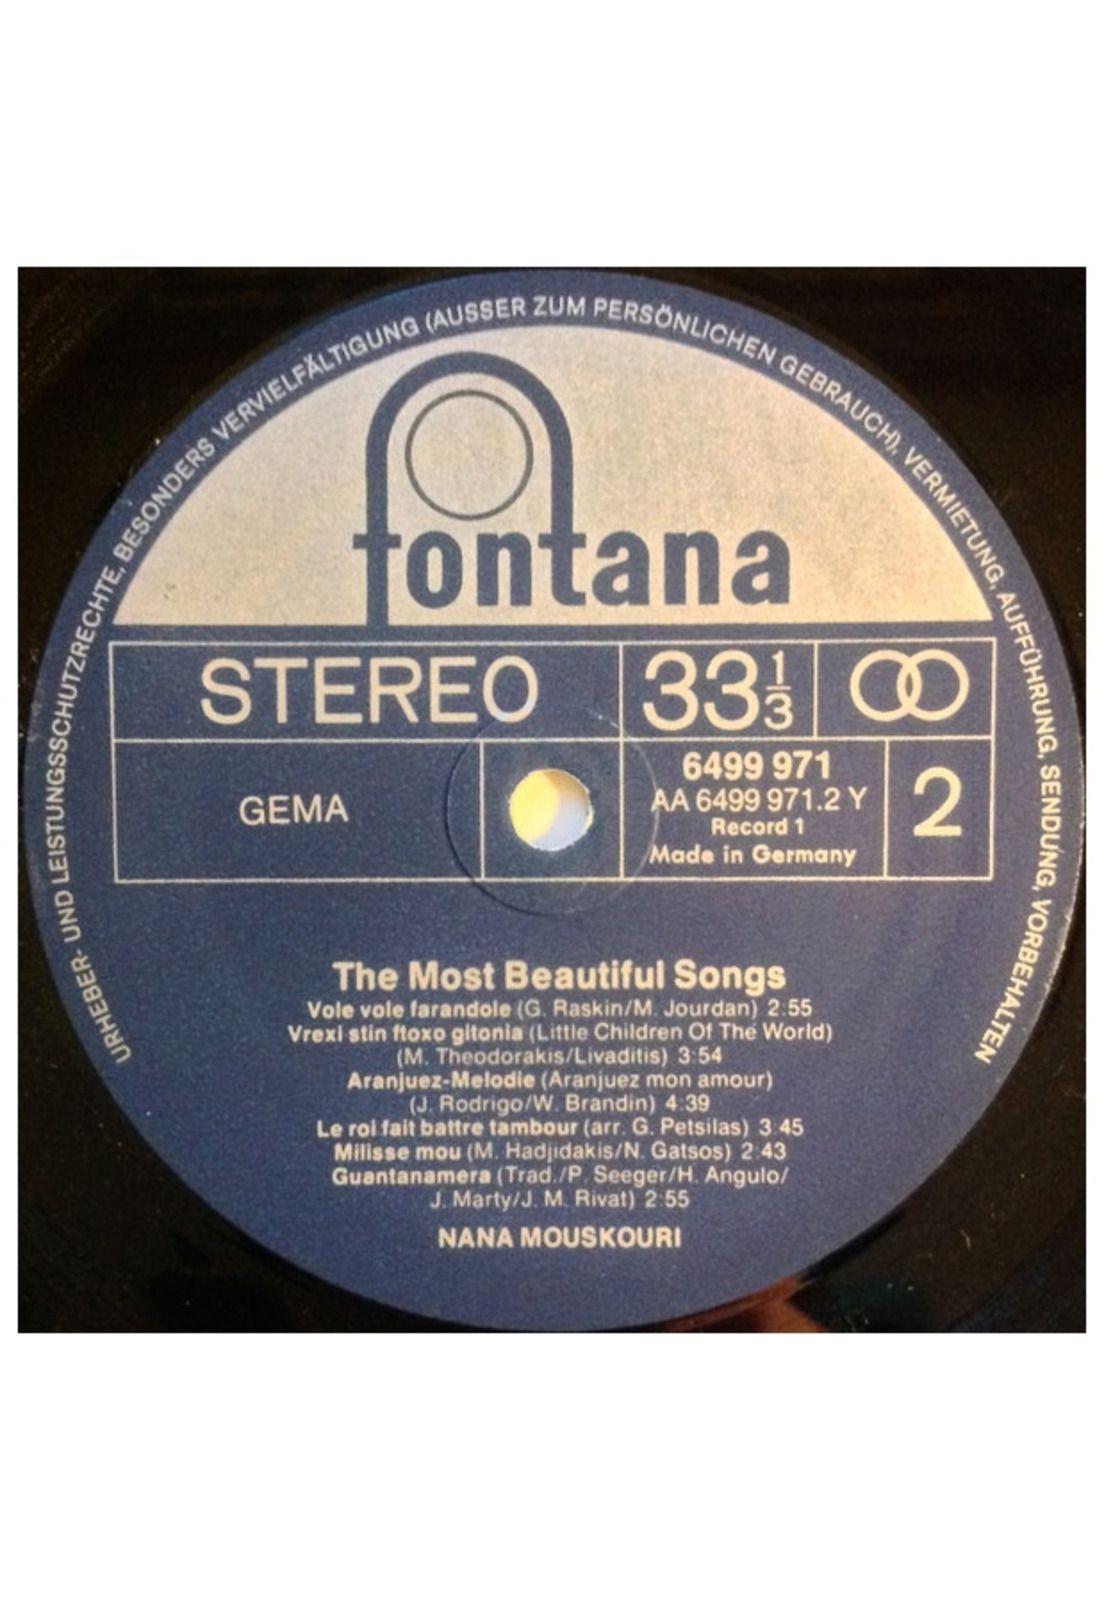 URHEBER- UND LEISTUNGSSCHUTZRECHTE, BESONDERS VERVIELFÄLTIGUNG (AUSSER ZUM PERSÖNLICHEN GEBRAUCH), VERMIETUNG, AUFFÜHRUNG, SENDUNG, VORBEHALTEN
fontana
STEREO 33 1/3
GEMA
6499 971
AA 6499 971.2 Y
Record 1
Made in Germany
2
The Most Beautiful Songs
Vole vole farandole (G. Raskin/M. Jourdan) 2:55
Vrexi stin ftoxo gitonia (Little Children Of The World)
(M. Theodorakis/Livaditis) 3:54
Aranjuez-Melodie (Aranjuez mon amour)
(J. Rodrigo/W. Brandin) 4:39
Le roi fait battre tambour (arr. G. Petsilas) 3:45
Milisse mou (M. Hadjidakis/N. Gatsos) 2:43
Guantanamera (Trad./P. Seeger/H. Angulo/
J. Marty/J. M. Rivat) 2:55
NANA MOUSKOURI